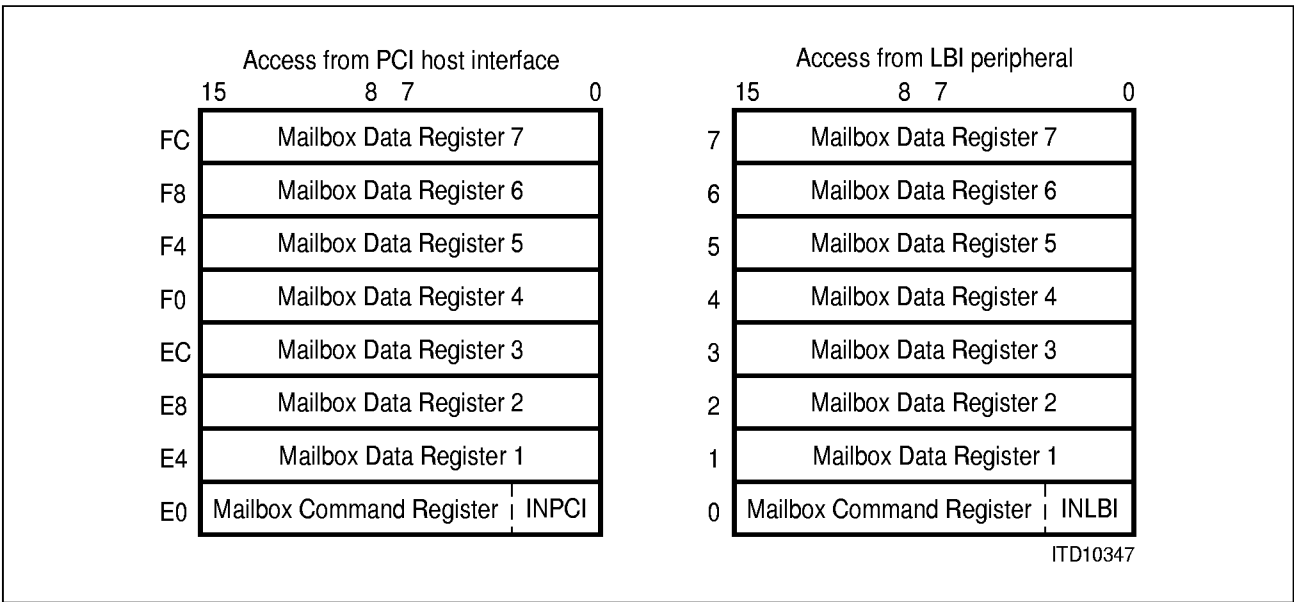 Access from PCI host interface
15 8 7 0
FC Mailbox Data Register 7
F8 Mailbox Data Register 6
F4 Mailbox Data Register 5
F0 Mailbox Data Register 4
EC Mailbox Data Register 3
E8 Mailbox Data Register 2
E4 Mailbox Data Register 1
E0 Mailbox Command Register INPCI
Access from LBI peripheral
15 8 7 0
7 Mailbox Data Register 7
6 Mailbox Data Register 6
5 Mailbox Data Register 5
4 Mailbox Data Register 4
3 Mailbox Data Register 3
2 Mailbox Data Register 2
1 Mailbox Data Register 1
0 Mailbox Command Register INLBI
ITD10347